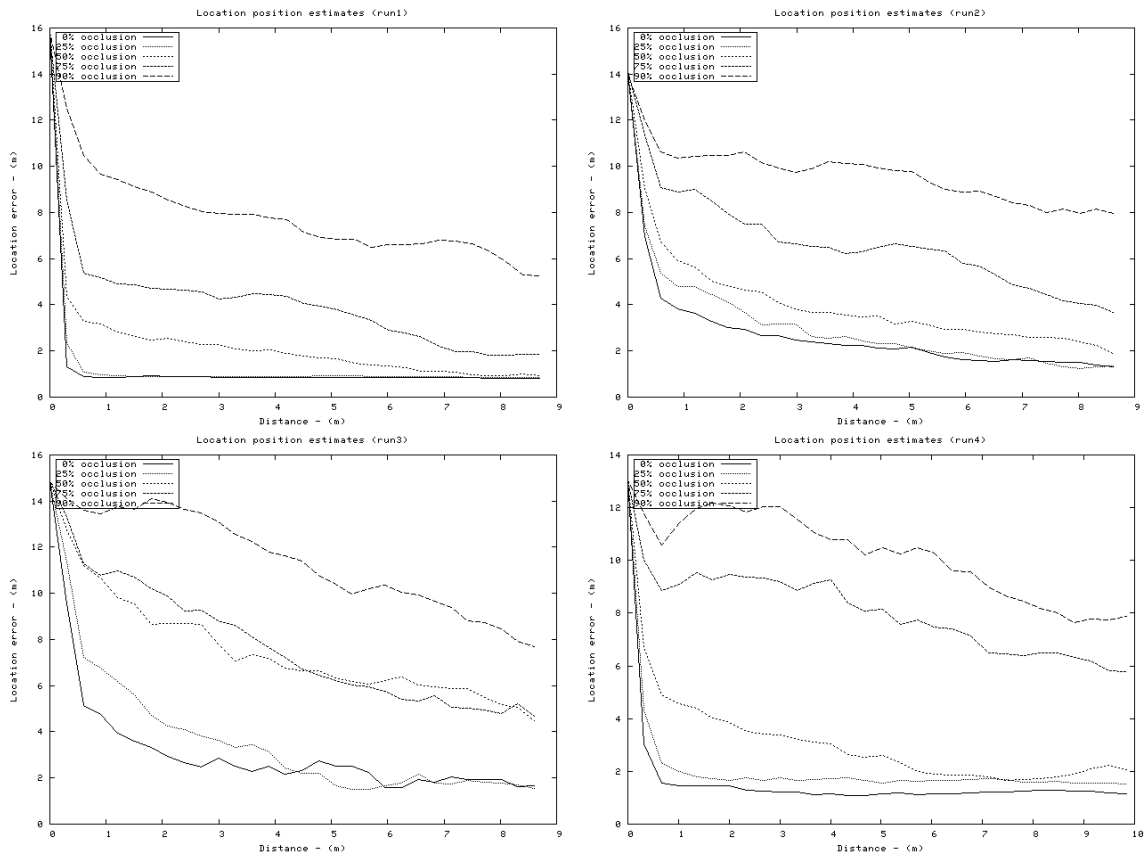 Location position estimates (run1)
16
14
12
10
8
6
4
2
0
Location error - (m)
0% occlusion
25% occlusion
50% occlusion
75% occlusion
90% occlusion
0 1 2 3 4 5 6 7 8 9
Distance - (m)
Location position estimates (run2)
16
14
12
10
8
6
4
2
0
Location error - (m)
0% occlusion
25% occlusion
50% occlusion
75% occlusion
90% occlusion
0 1 2 3 4 5 6 7 8 9
Distance - (m)
Location position estimates (run3)
16
14
12
10
8
6
4
2
0
Location error - (m)
0% occlusion
25% occlusion
50% occlusion
75% occlusion
90% occlusion
0 1 2 3 4 5 6 7 8 9
Distance - (m)
Location position estimates (run4)
14
12
10
8
6
4
2
0
Location error - (m)
0% occlusion
25% occlusion
50% occlusion
75% occlusion
90% occlusion
0 1 2 3 4 5 6 7 8 9 10
Distance - (m)